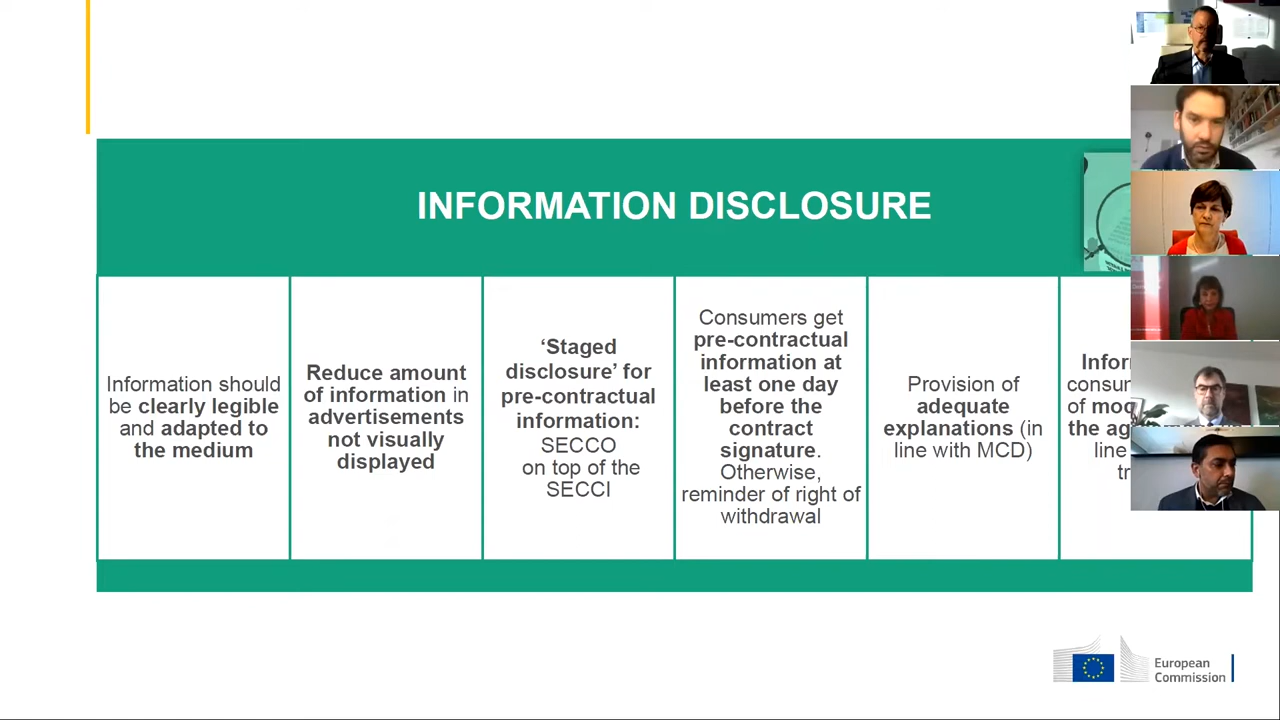 INFORMATION DISCLOSURE
Information should
be clearly legible
and adapted to
the medium
Reduce amount
of information in
advertisements
not visually
displayed
‘Staged
disclosure’ for
pre-contractual
information:
SECCO
on top of the
SECCI
Consumers get
pre-contractual
information at
least one day
before the
contract
signature.
Otherwise,
reminder of right of
withdrawal
Provision of
adequate
explanations (in
line with MCD)
of
the
line
European
Commission